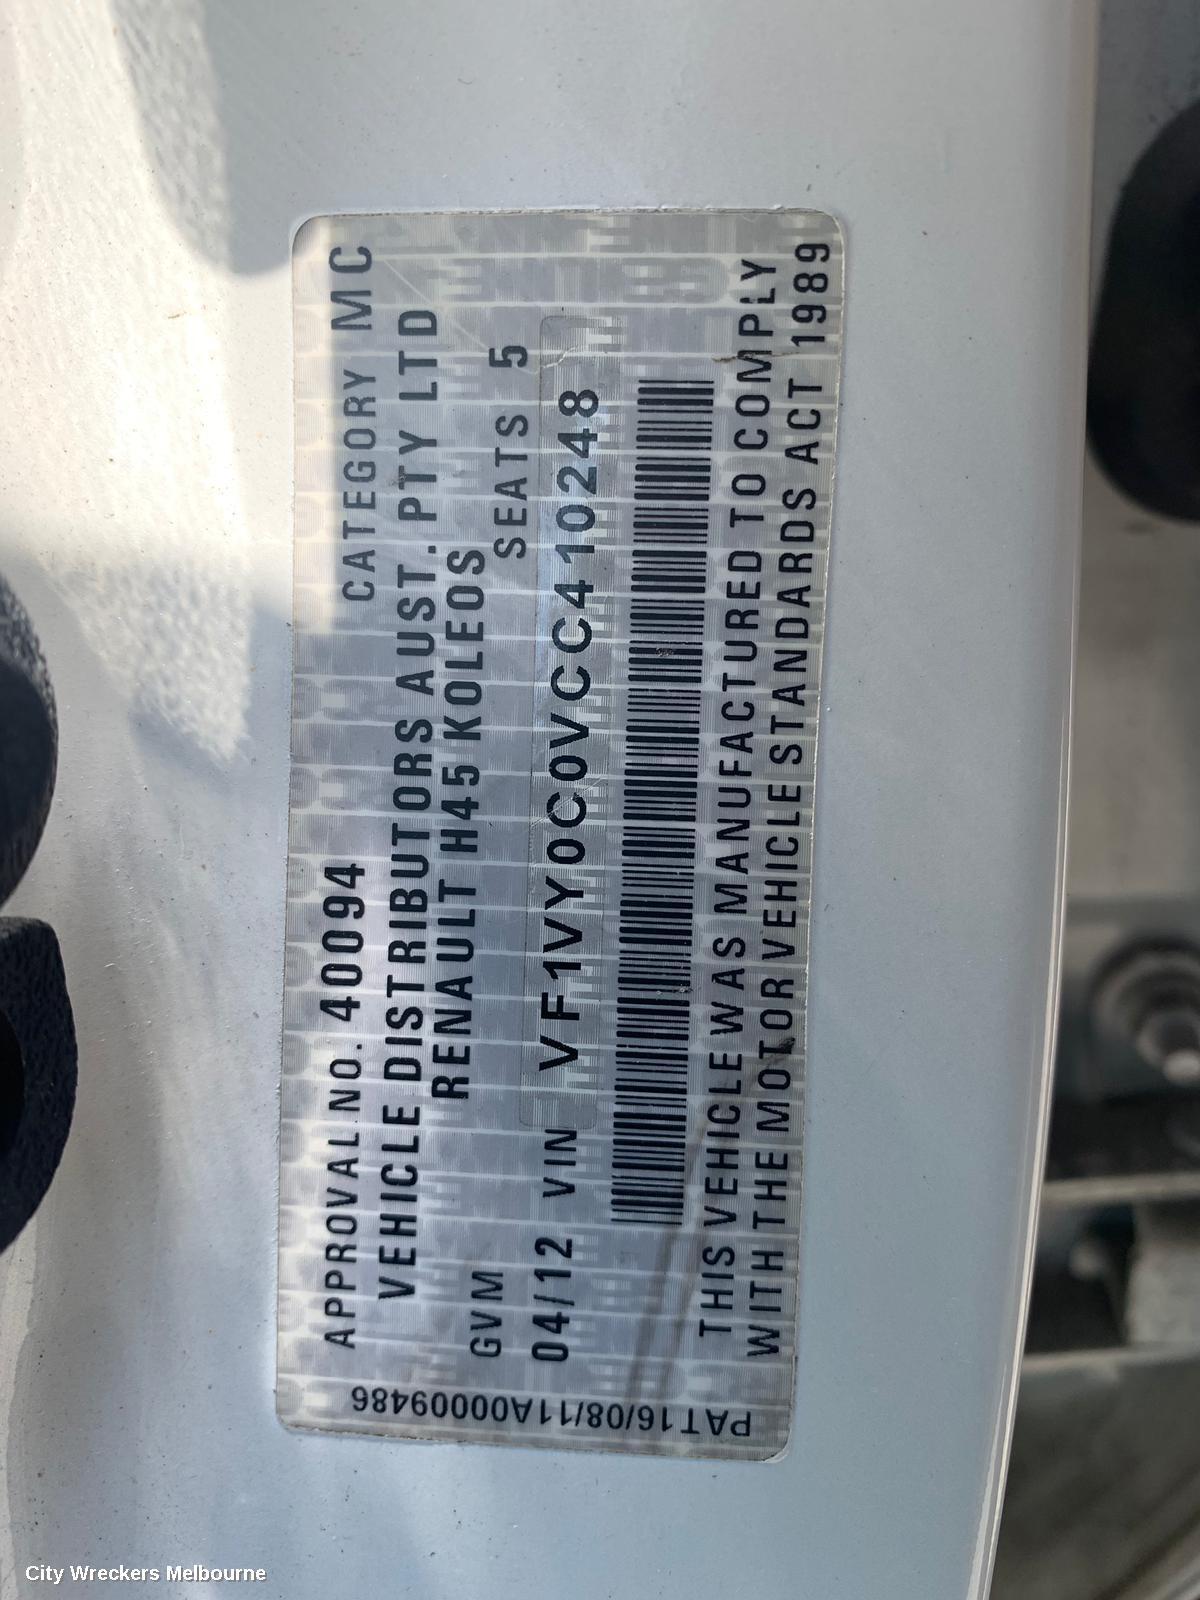 APPROVAL NO. 40094 CATEGORY MC
VEHICLE DISTRIBUTORS AUST. PTY LTD
RENAULT H45 KOLEOS
GVM SEATS 5
04/12 VIN VF1VY0C0VCC410248
THIS VEHICLE WAS MANUFACTURED TO COMPLY
WITH THE MOTOR VEHICLE STANDARDS ACT 1989
PAT16/08/11A00009486
City Wreckers Melbourne